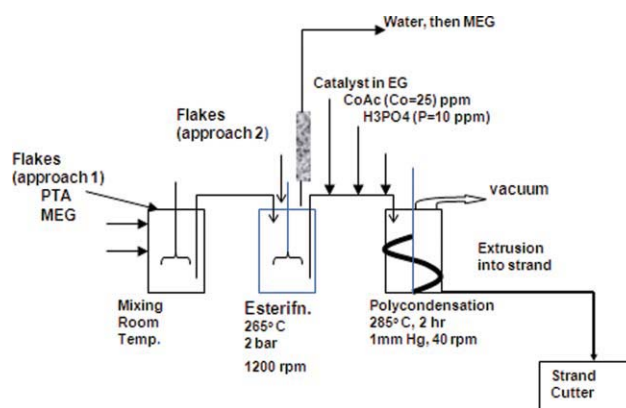 Water, then MEG
Catalyst in EG
CoAc (Co=25) ppm
H3PO4 (P=10 ppm)
Flakes
(approach 2)
Flakes
(approach 1)
PTA
MEG
vacuum
Extrusion
into strand
Mixing
Room
Temp.
Esterifn.
265º C
2 bar
1200 rpm
Polycondensation
285º C, 2 hr
1mm Hg, 40 rpm
Strand
Cutter